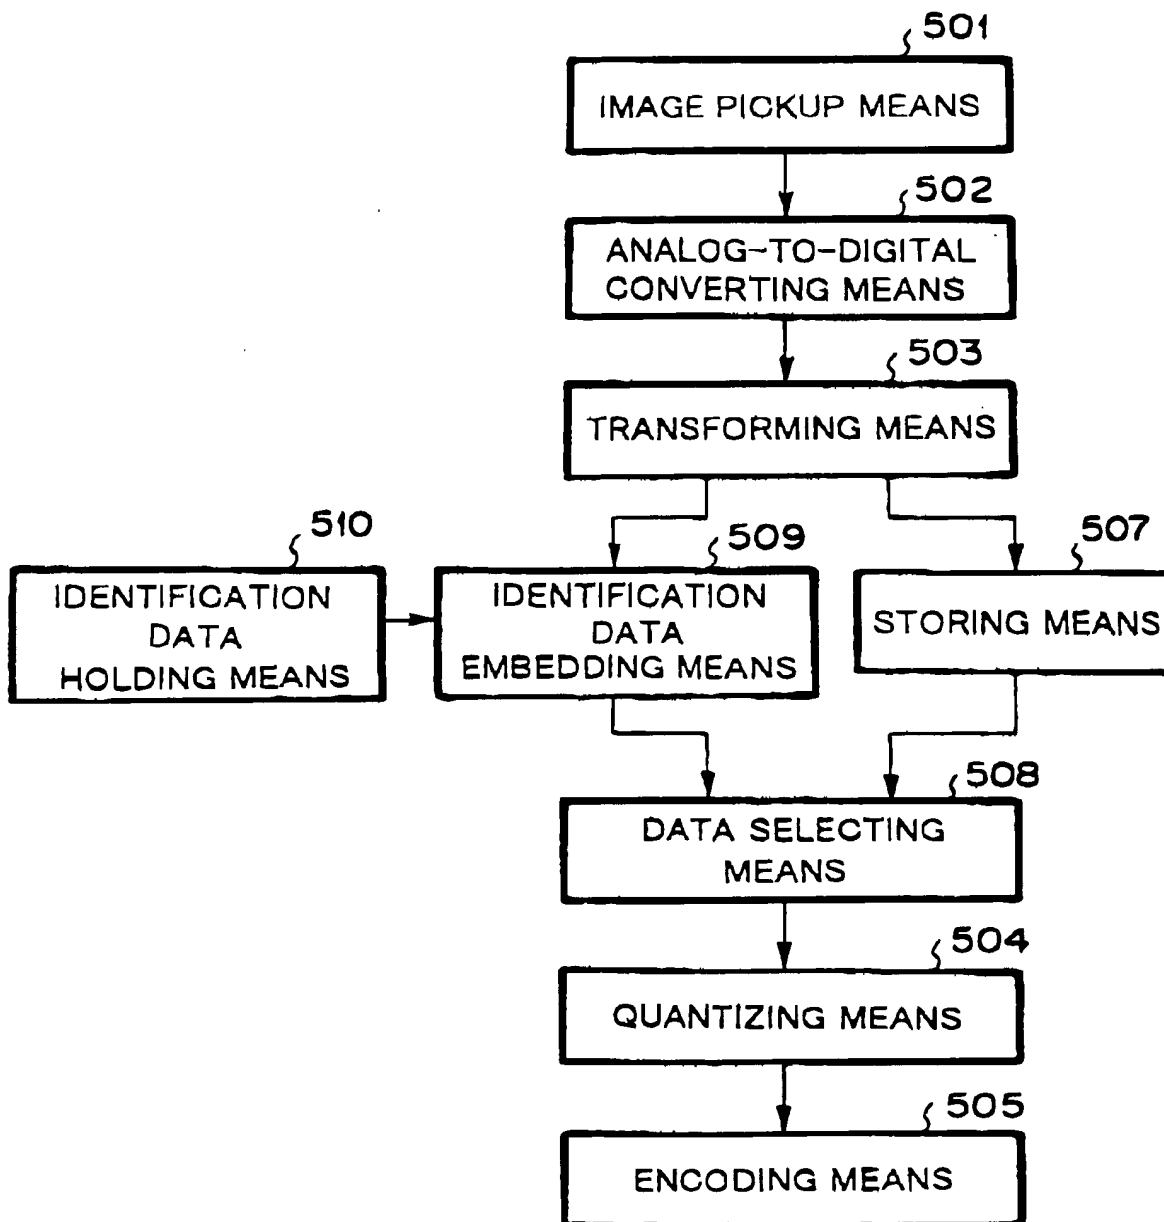 501
IMAGE PICKUP MEANS
502
ANALOG-TO-DIGITAL
CONVERTING MEANS
503
TRANSFORMING MEANS
510
IDENTIFICATION
DATA
HOLDING MEANS
509
IDENTIFICATION
DATA
EMBEDDING MEANS
507
STORING MEANS
508
DATA SELECTING
MEANS
504
QUANTIZING MEANS
505
ENCODING MEANS